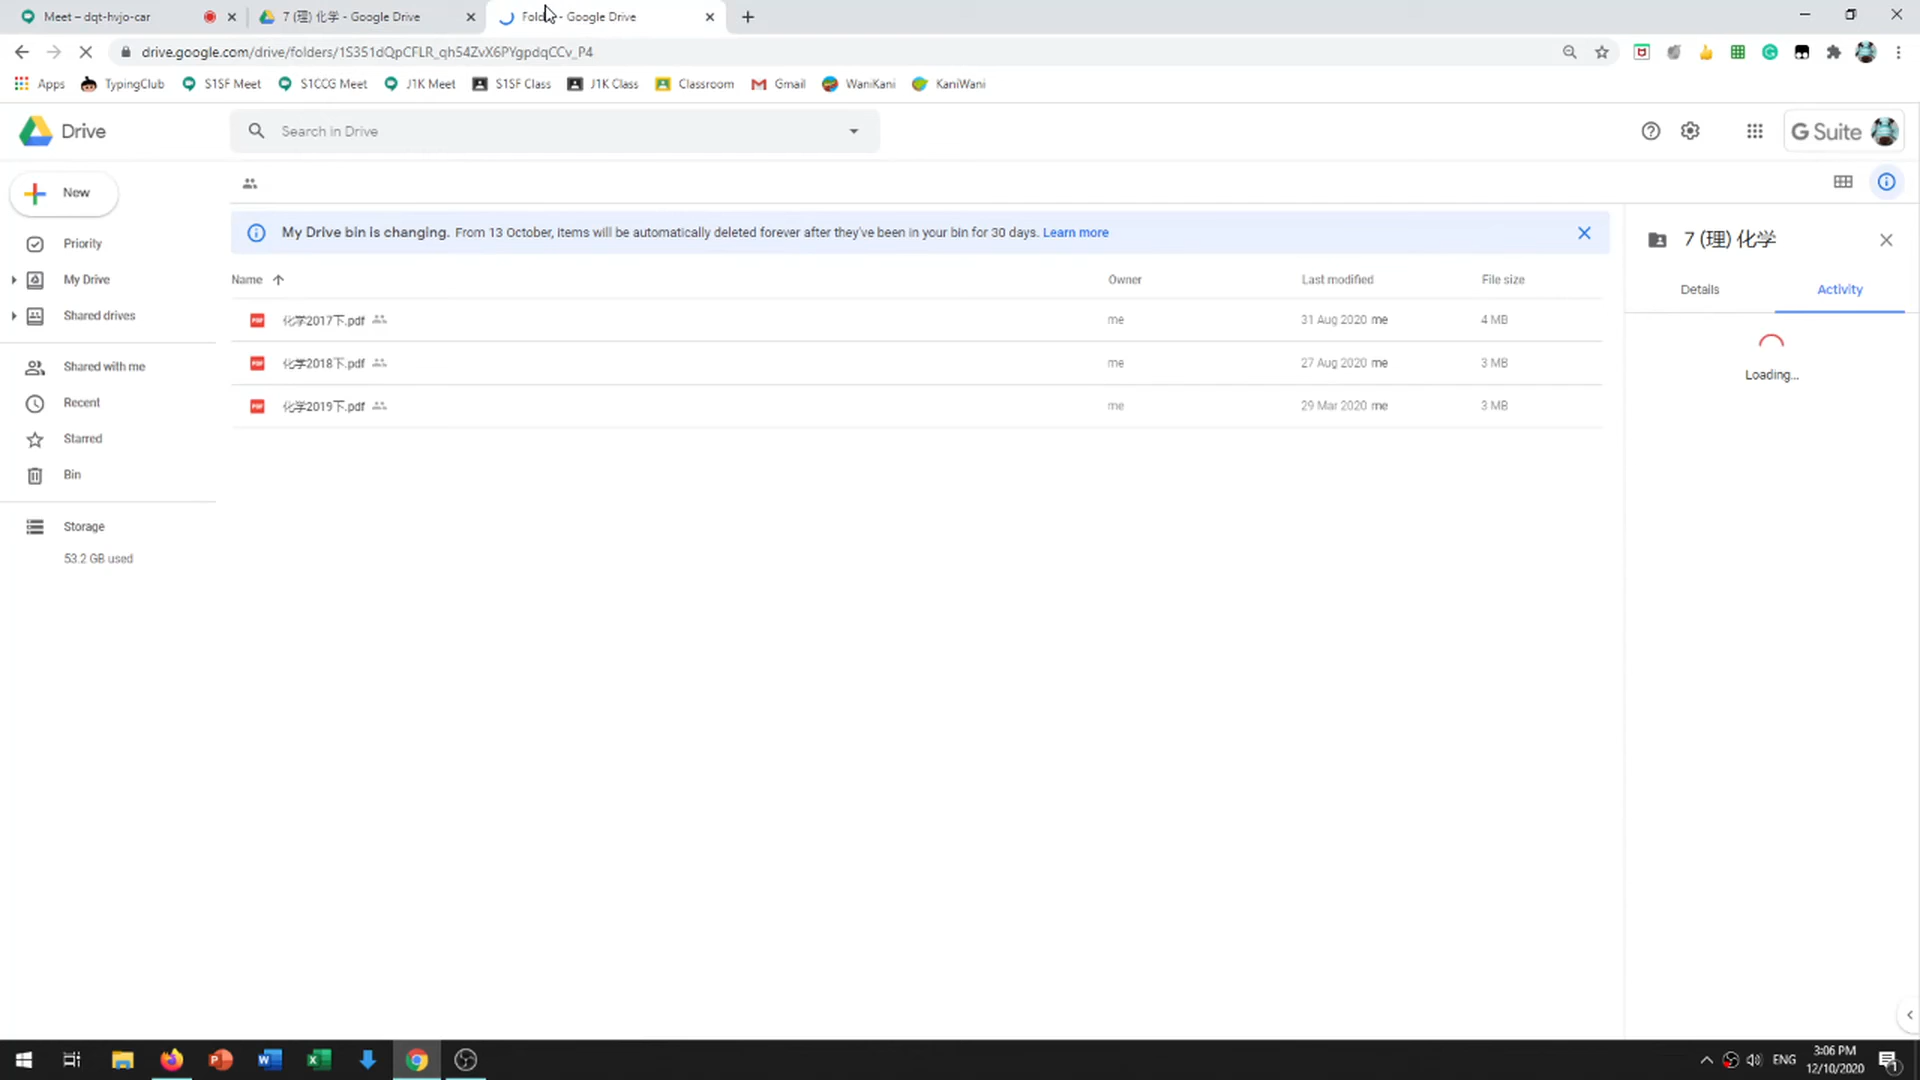 Meet – dqt-hvjo-car
7 (理) 化学 - Google Drive
Google Drive
drive.google.com/drive/folders/1S351dQpCFLR_qh54ZvX6PYgpdqCCv_P4
Apps TypingClub S1SF Meet S1CCG Meet J1K Meet S1SF Class J1K Class Classroom Gmail WaniKani KaniWani
Drive
Search in Drive
G Suite
New
My Drive bin is changing. From 13 October, items will be automatically deleted forever after they've been in your bin for 30 days. Learn more
7 (理) 化学
Priority
My Drive
Shared drives
Shared with me
Recent
Starred
Bin
Storage
53.2 GB used
Name Owner Last modified File size
化学2017下.pdf me 31 Aug 2020 me 4 MB
化学2018下.pdf me 27 Aug 2020 me 3 MB
化学2019下.pdf me 29 Mar 2020 me 3 MB
Details Activity
Loading...
ENG
3:06 PM
12/10/2020